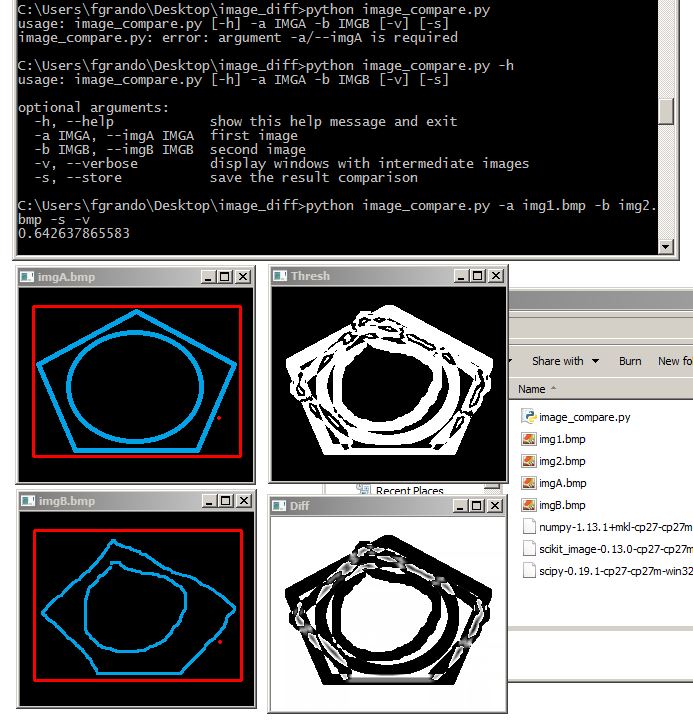 C:\Users\fgrando\Desktop\image_diff>python image_compare.py
usage: image_compare.py [-h] -a IMGA -b IMGB [-v] [-s]
image_compare.py: error: argument -a/--imgA is required
C:\Users\fgrando\Desktop\image_diff>python image_compare.py -h
usage: image_compare.py [-h] -a IMGA -b IMGB [-v] [-s]
optional arguments:
-h, --help show this help message and exit
-a IMGA, --imgA IMGA first image
-b IMGB, --imgB IMGB second image
-v, --verbose display windows with intermediate images
-s, --store save the result comparison
C:\Users\fgrando\Desktop\image_diff>python image_compare.py -a img1.bmp -b img2.
bmp -s -v
0.642637865583
imgA.bmp
Thresh
Share with Burn New fo
Name
image_compare.py
img1.bmp
img2.bmp
imgA.bmp
imgB.bmp
numpy-1.13.1+mkl-cp27-cp27m
scikit_image-0.13.0-cp27-cp27m
scipy-0.19.1-cp27-cp27m-win32
Recent Places
imgB.bmp
Diff